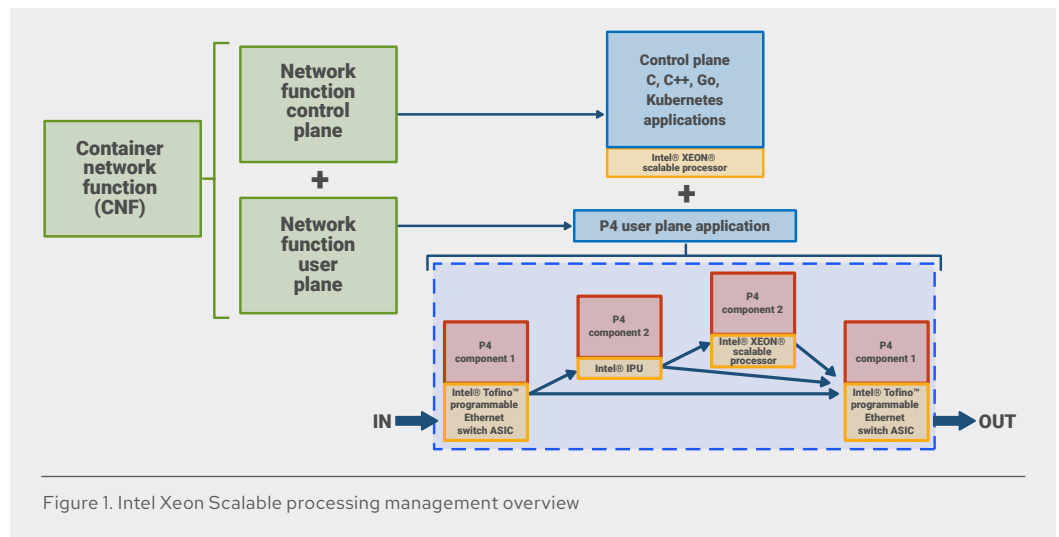 Container
network
function
(CNF)
Network
function
control
plane
+
Network
function
user
plane
Control plane
C, C++, Go,
Kubernetes
applications
Intel® XEON®
scalable processor
+
P4 user plane application
IN
P4
component 1
Intel® Tofino™
programmable
Ethernet
switch ASIC
P4
component 2
Intel® IPU
P4
component 2
Intel® XEON®
scalable
processor
P4
component 1
Intel® Tofino™
programmable
Ethernet
switch ASIC
OUT
Figure 1. Intel Xeon Scalable processing management overview